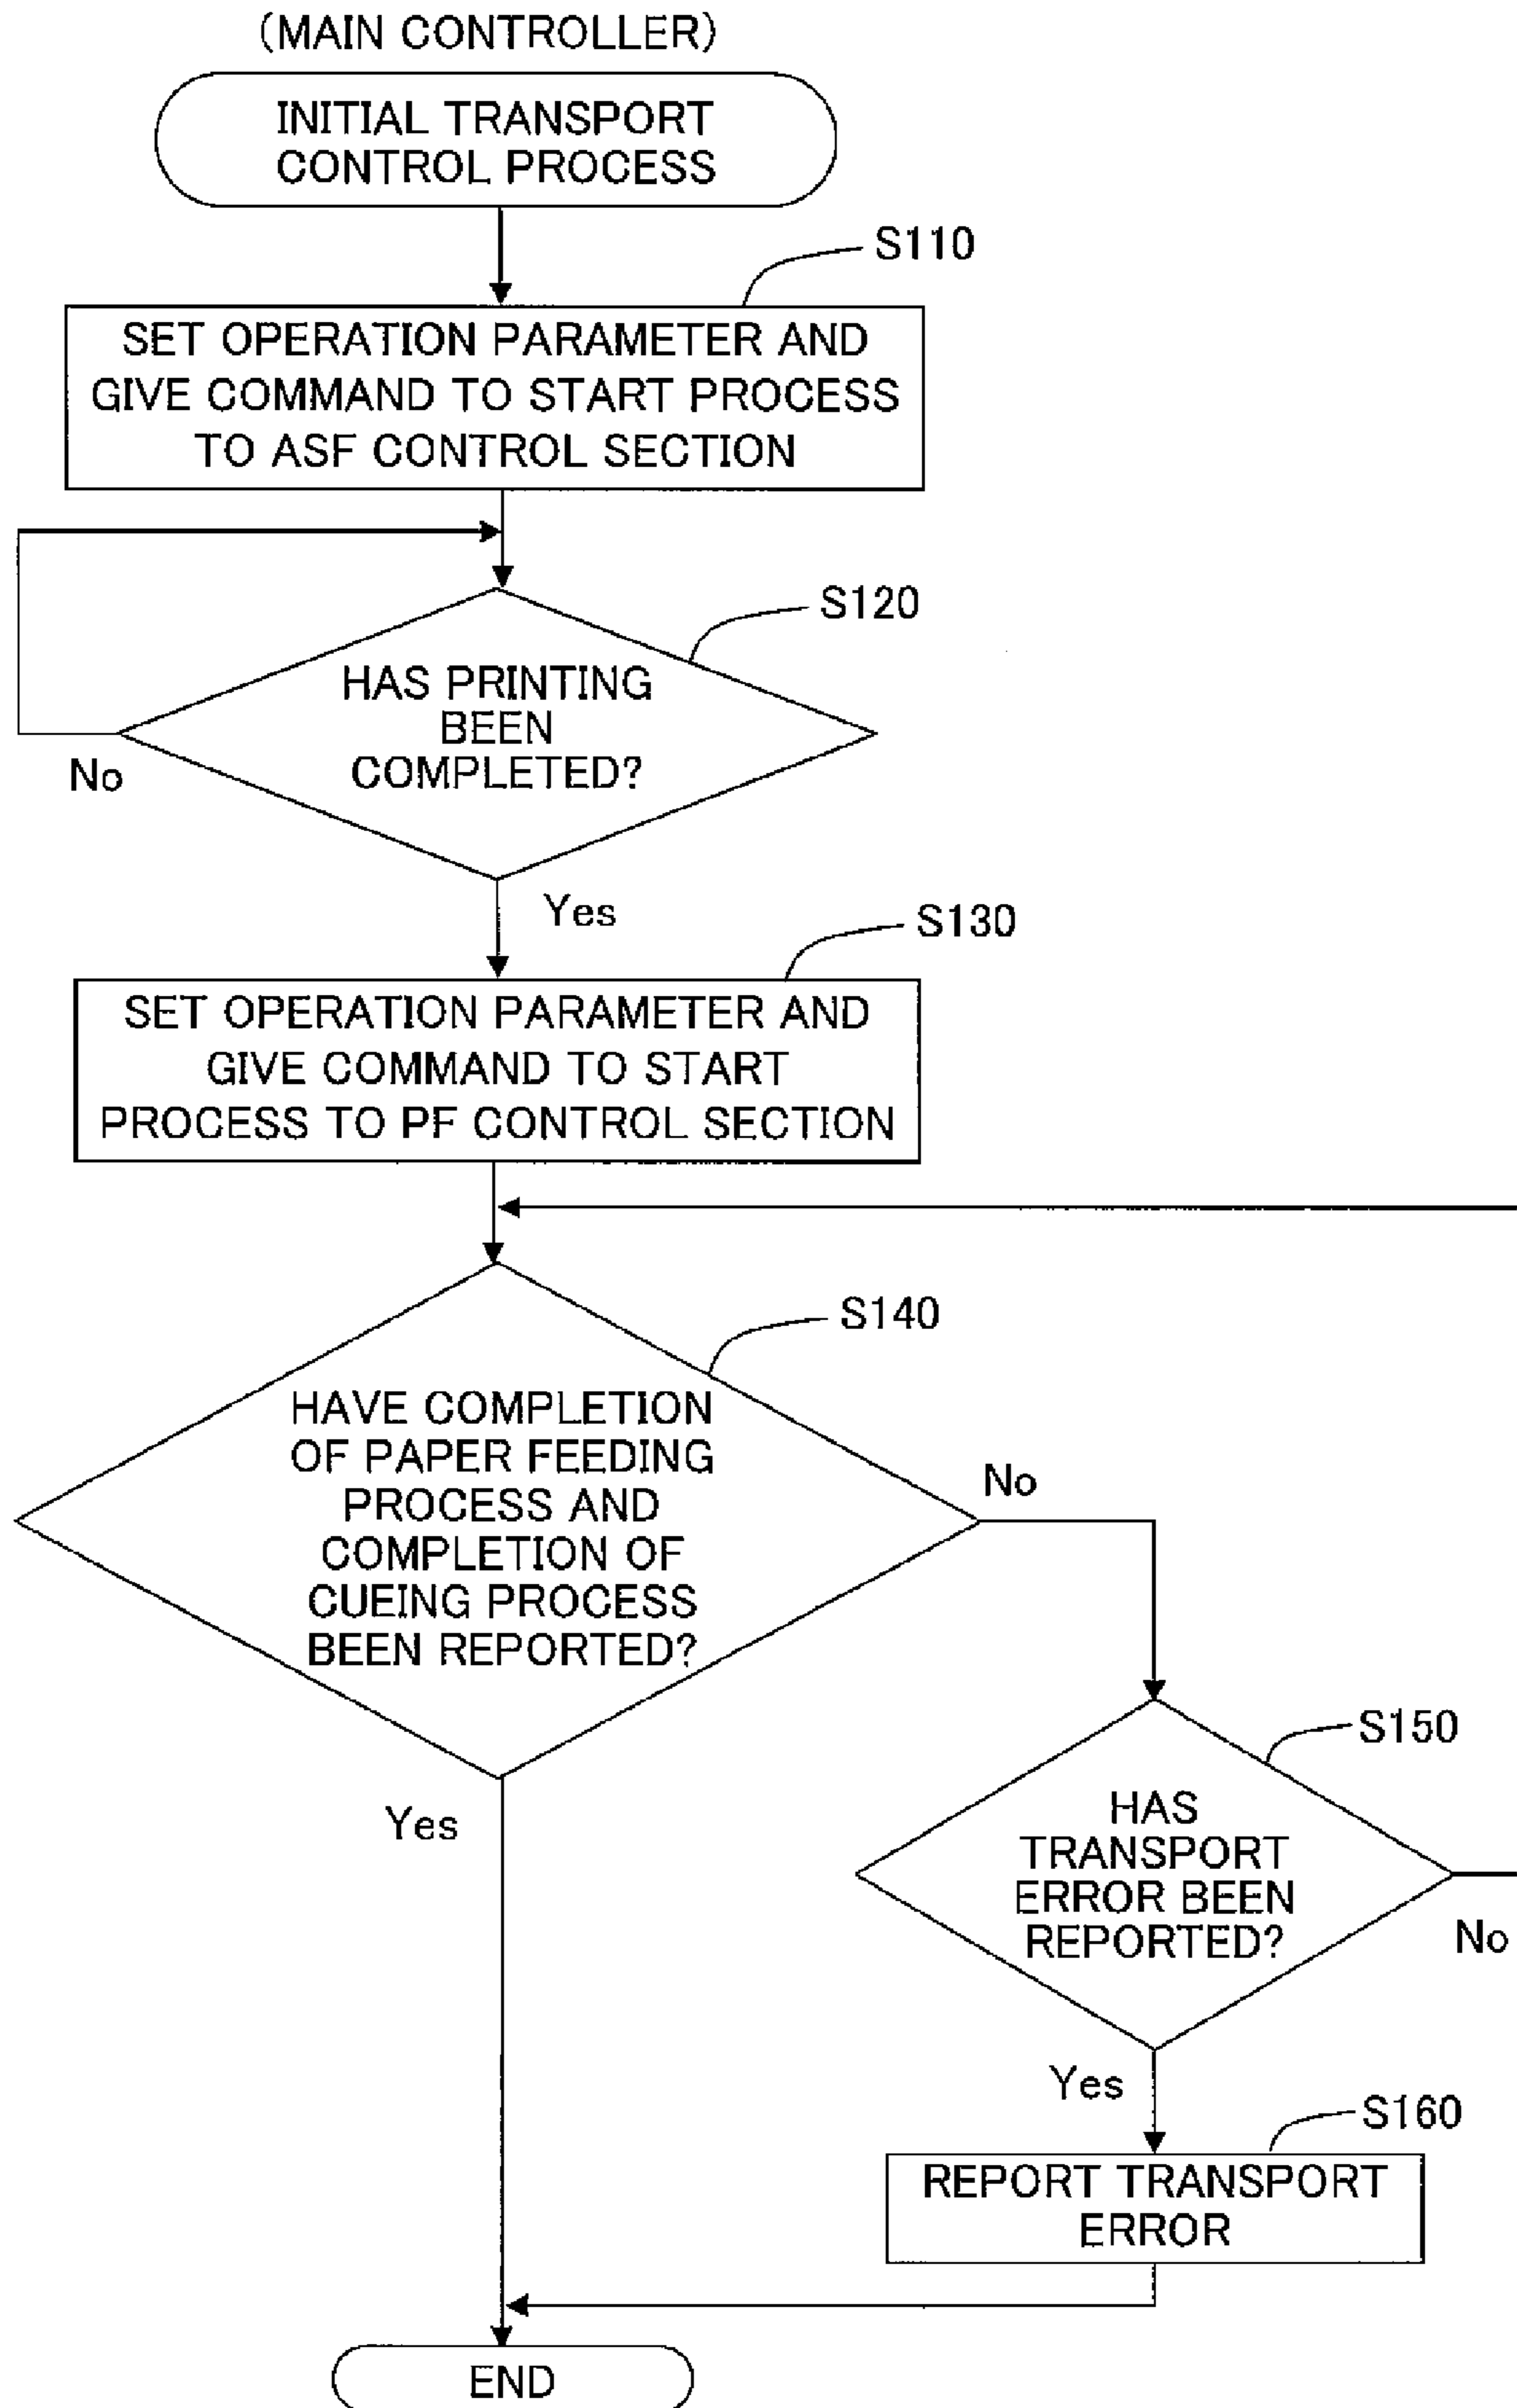 (MAIN CONTROLLER)
INITIAL TRANSPORT
CONTROL PROCESS
S110
SET OPERATION PARAMETER AND
GIVE COMMAND TO START PROCESS
TO ASF CONTROL SECTION
S120
HAS PRINTING
BEEN
COMPLETED?
No
Yes
S130
SET OPERATION PARAMETER AND
GIVE COMMAND TO START
PROCESS TO PF CONTROL SECTION
S140
HAVE COMPLETION
OF PAPER FEEDING
PROCESS AND
COMPLETION OF
CUEING PROCESS
BEEN REPORTED?
No
Yes
S150
HAS
TRANSPORT
ERROR BEEN
REPORTED?
No
Yes
S160
REPORT TRANSPORT
ERROR
END